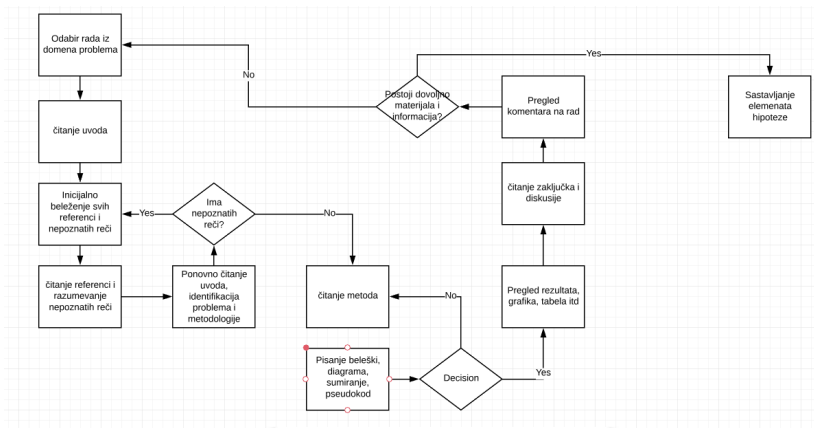 Odabir rada iz
domena problema
No
Yes
Postoji dovoljno
materijala i
informacija?
Pregled
komentara na rad
Sastavljanje
elemenata
hipoteze
čitanje uvoda
čitanje zaključka i
diskusije
Inicijalno
beleženje svih
referenci i
nepoznatih reči
Yes
Ima
nepoznatih
reči?
No
čitanje referenci i
razumevanje
nepoznatih reči
Ponovno čitanje
uvoda,
identifikacija
problema i
metodologije
čitanje metoda
No
Pregled rezultata,
grafika, tabela itd
Pisanje beleški,
diagrama,
sumiranje,
pseudokod
Decision
Yes